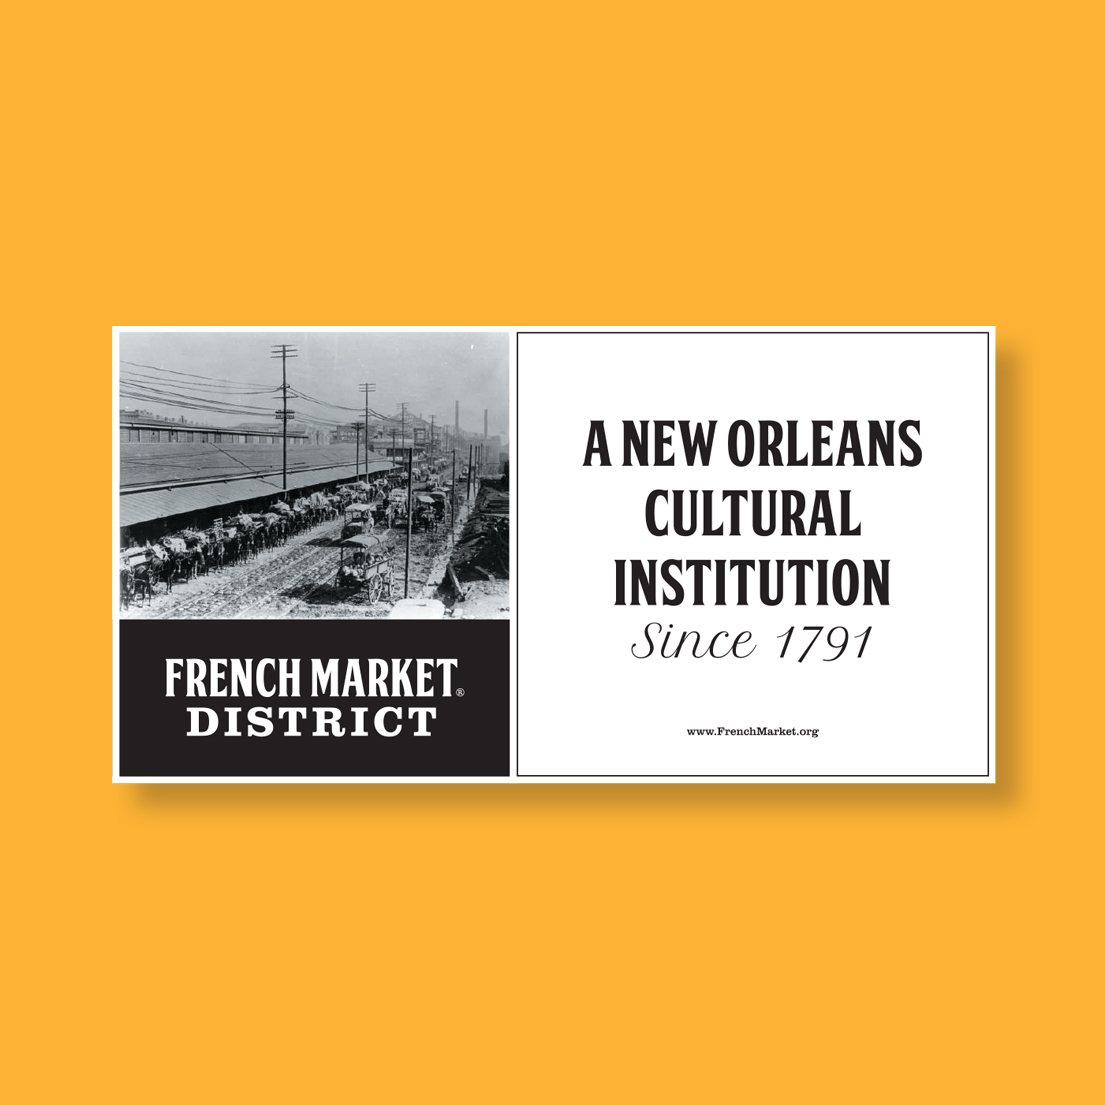 FRENCH MARKET®
DISTRICT
A NEW ORLEANS
CULTURAL
INSTITUTION
Since 1791
www.FrenchMarket.org